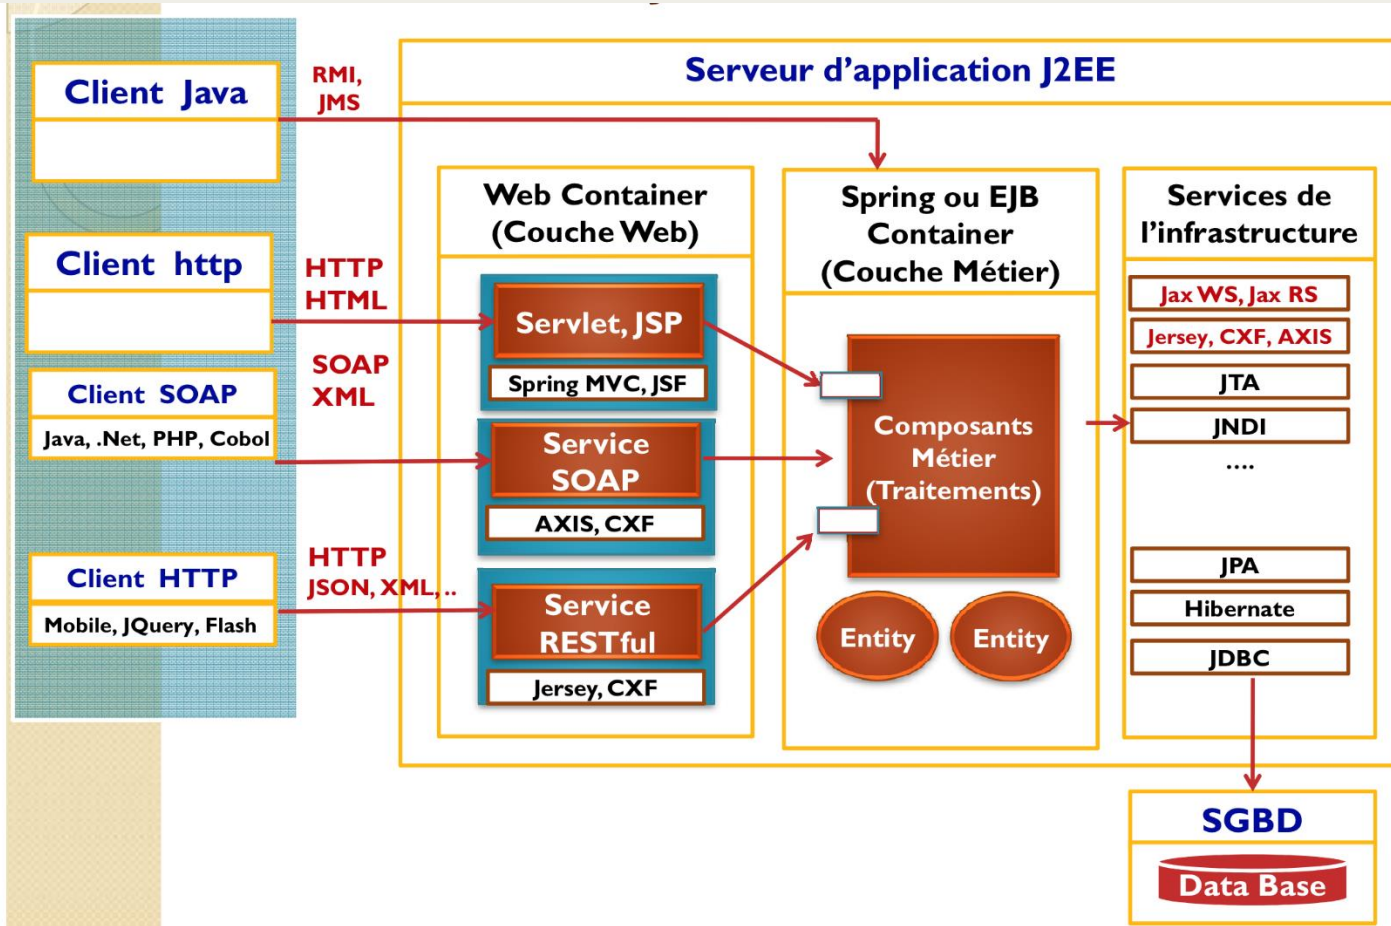 Serveur d’application J2EE
Client Java
RMI,
JMS
Client http
HTTP
HTML
Client SOAP
Java, .Net, PHP, Cobol
SOAP
XML
Client HTTP
Mobile, JQuery, Flash
HTTP
JSON, XML, ..
Web Container
(Couche Web)
Servlet, JSP
Spring MVC, JSF
Service
SOAP
AXIS, CXF
Service
RESTful
Jersey, CXF
Spring ou EJB
Container
(Couche Métier)
Composants
Métier
(Traitements)
Entity
Entity
Services de
l’infrastructure
Jax WS, Jax RS
Jersey, CXF, AXIS
JTA
JNDI
....
JPA
Hibernate
JDBC
SGBD
Data Base